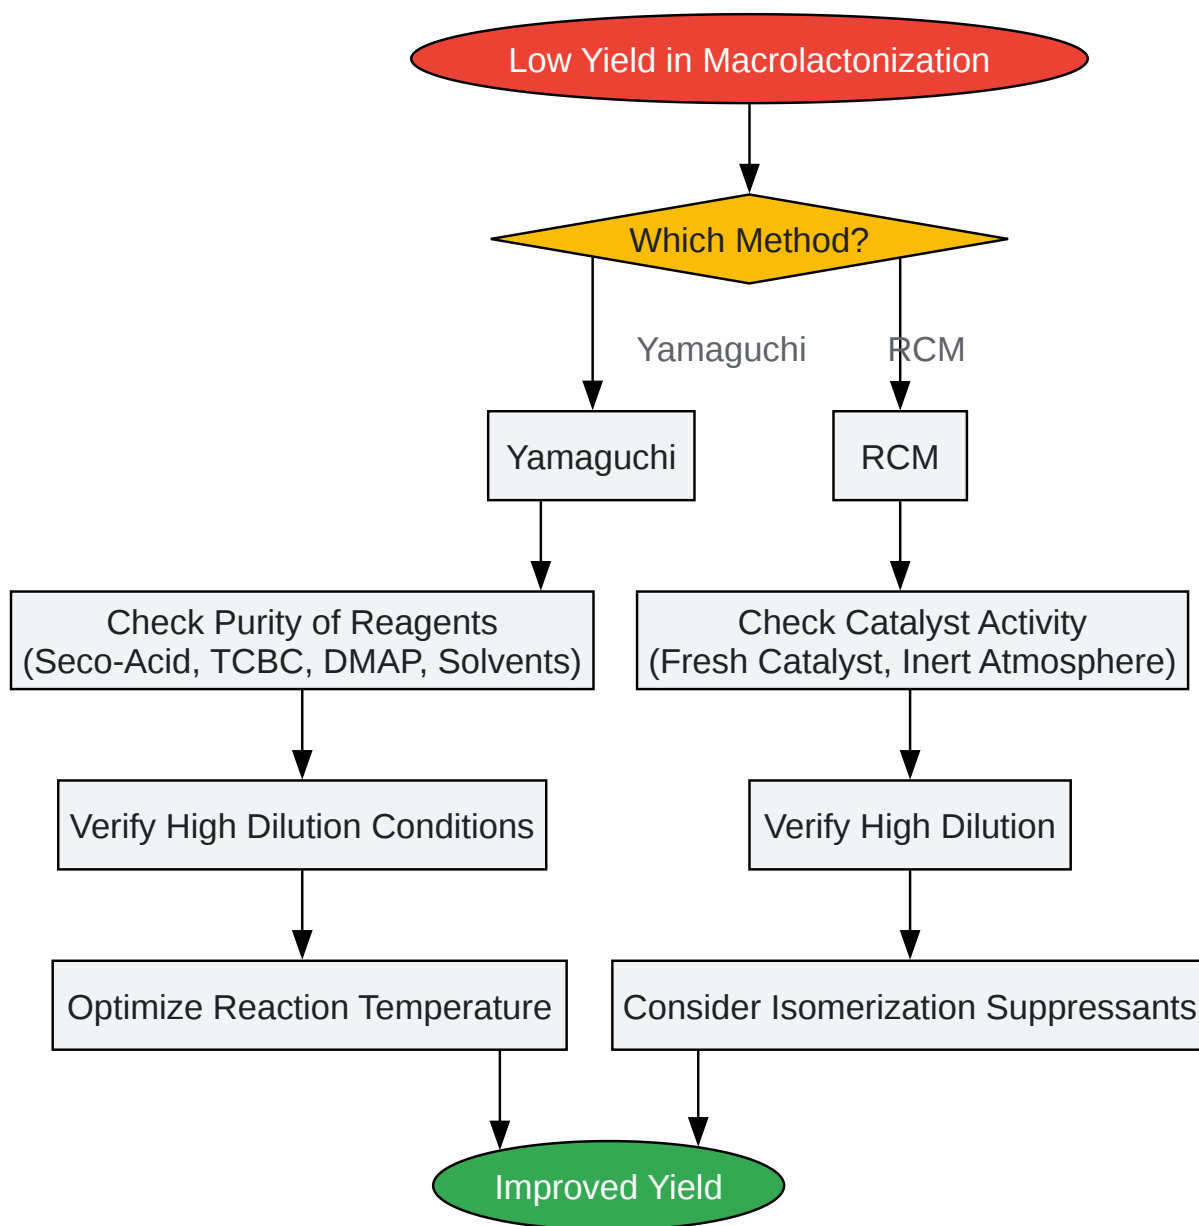 Low Yield in Macrolactonization
Which Method?
Yamaguchi
RCM
Yamaguchi
RCM
Check Purity of Reagents
(Seco-Acid, TCBC, DMAP, Solvents)
Check Catalyst Activity
(Fresh Catalyst, Inert Atmosphere)
Verify High Dilution Conditions
Verify High Dilution
Optimize Reaction Temperature
Consider Isomerization Suppressants
Improved Yield